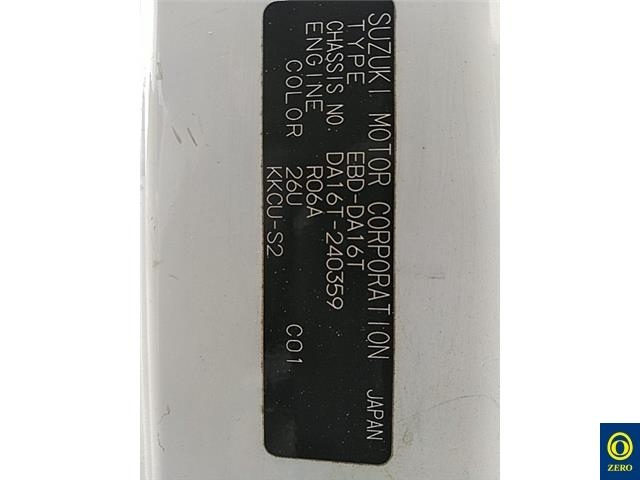 SUZUKI MOTOR CORPORATION JAPAN
TYPE EBD-DA16T
CHASSIS NO. DA16T-240359
ENGINE R06A
COLOR 26U C01
KKCU-S2
ZERO